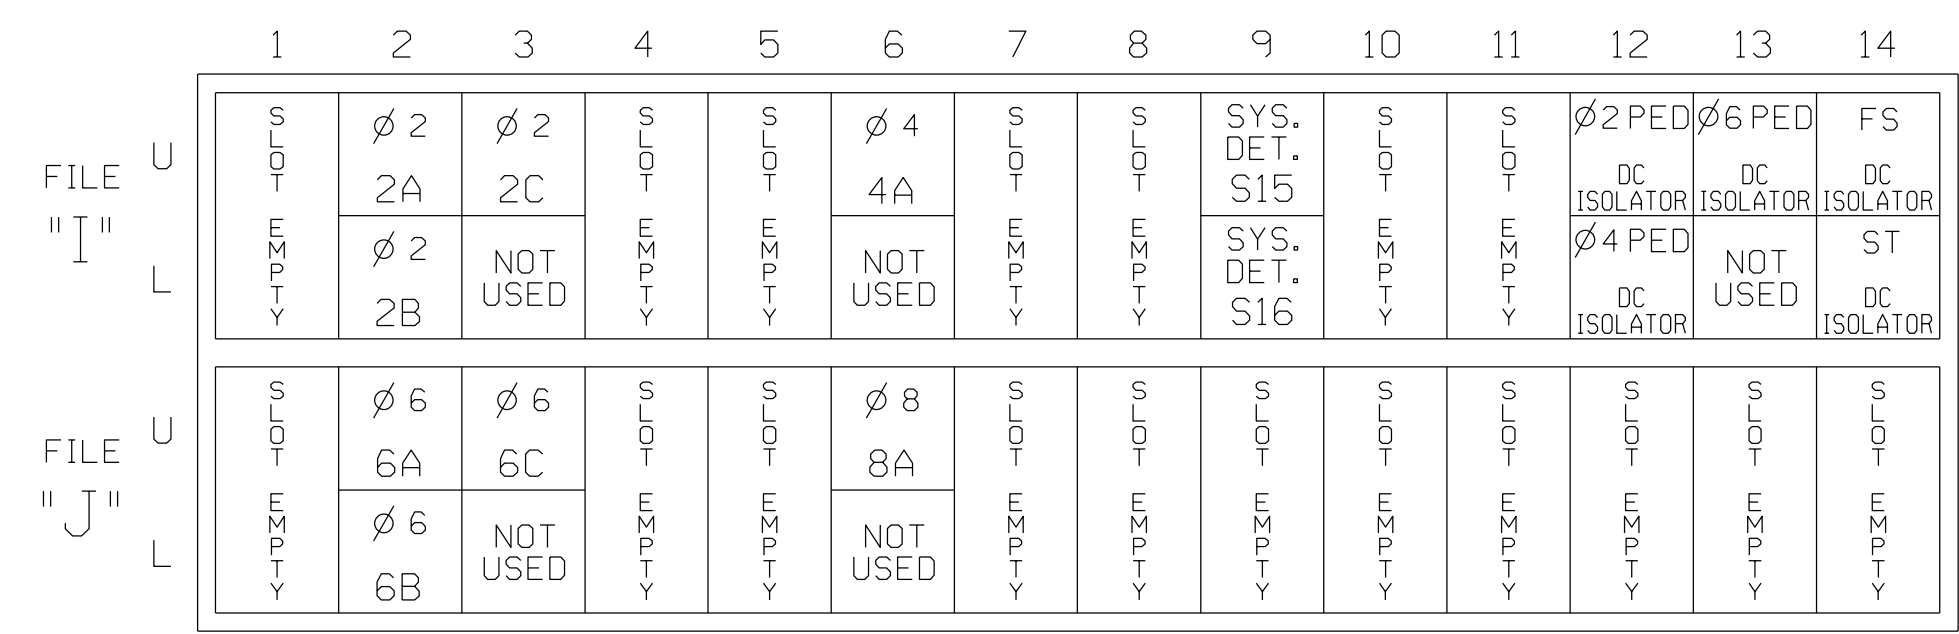 1 2 3 4 5 6 7 8 9 10 11 12 13 14
FILE "I"
U
L
SLOT EMPTY
Ø 2
2A
Ø 2
2B
Ø 2
2C
NOT
USED
SLOT EMPTY
SLOT EMPTY
Ø 4
4A
NOT
USED
SLOT EMPTY
SLOT EMPTY
SYS.
DET.
S15
SYS.
DET.
S16
SLOT EMPTY
SLOT EMPTY
Ø2 PED
DC
ISOLATOR
Ø4 PED
DC
ISOLATOR
Ø6 PED
DC
ISOLATOR
NOT
USED
FS
DC
ISOLATOR
ST
DC
ISOLATOR
FILE "J"
U
L
SLOT EMPTY
Ø 6
6A
Ø 6
6B
Ø 6
6C
NOT
USED
SLOT EMPTY
SLOT EMPTY
Ø 8
8A
NOT
USED
SLOT EMPTY
SLOT EMPTY
SLOT EMPTY
SLOT EMPTY
SLOT EMPTY
SLOT EMPTY
SLOT EMPTY
SLOT EMPTY